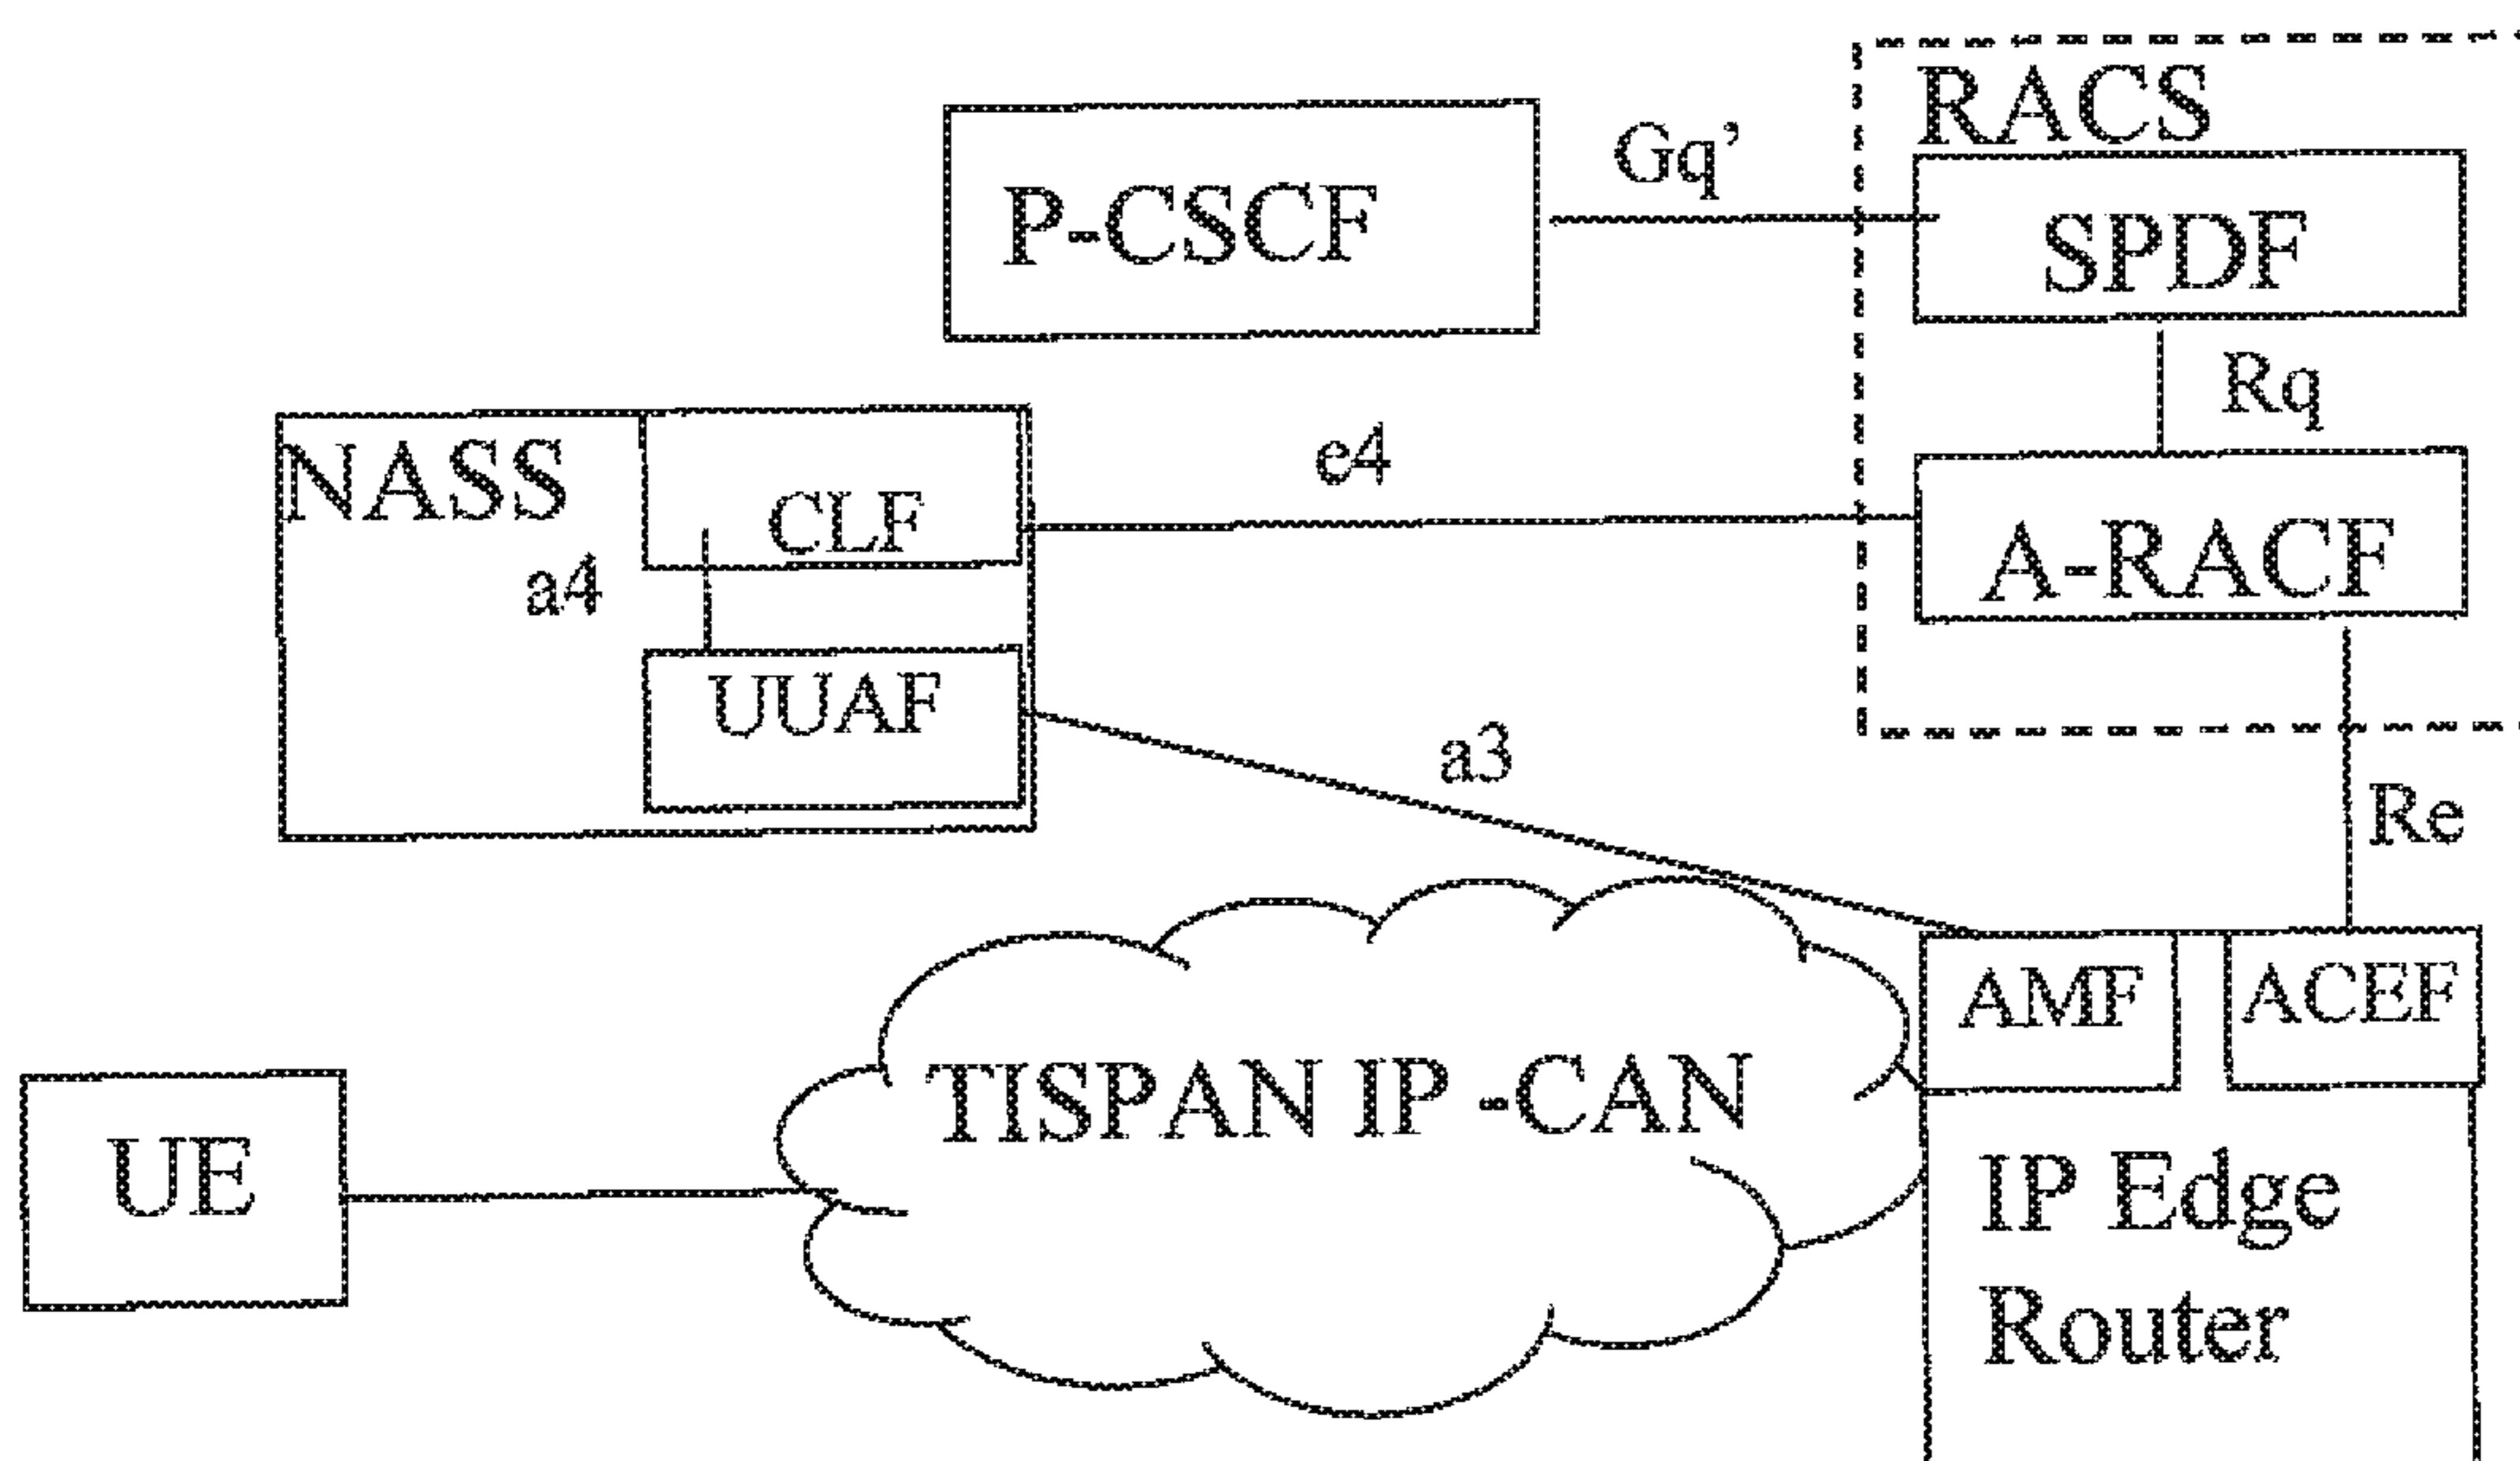 RACS
Gq’
P-CSCF
SPDF
Rq
NASS
e4
CLF
A-RACF
a4
UUAF
a3
Re
AMF
ACEF
TISPAN IP -CAN
UE
IP Edge
Router